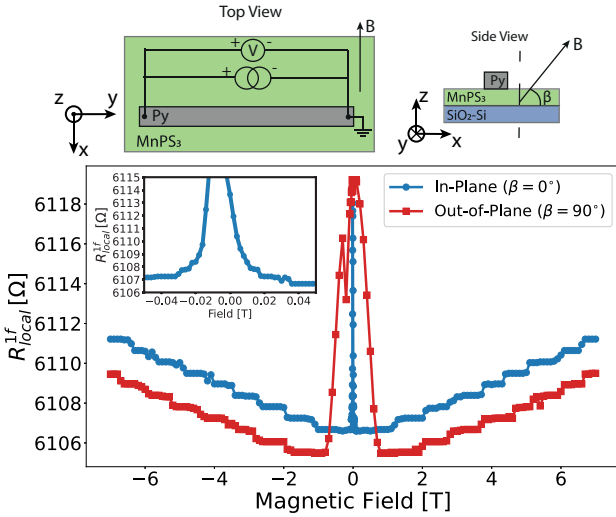 Top View
B
+ V -
+ -
z
y
x
Py
MnPS₃
Side View
B
Py
MnPS₃
β
SiO₂-Si
z
y
x
R^{1f}_{local} [Ω]
6118
6116
6114
6112
6110
6108
6106
−6
−4
−2
0
2
4
6
Magnetic Field [T]
R^{1f}_{local} [Ω]
6115
6114
6113
6112
6111
6110
6109
6108
6107
6106
−0.04
−0.02
0.00
0.02
0.04
Field [T]
In-Plane (β = 0°)
Out-of-Plane (β = 90°)